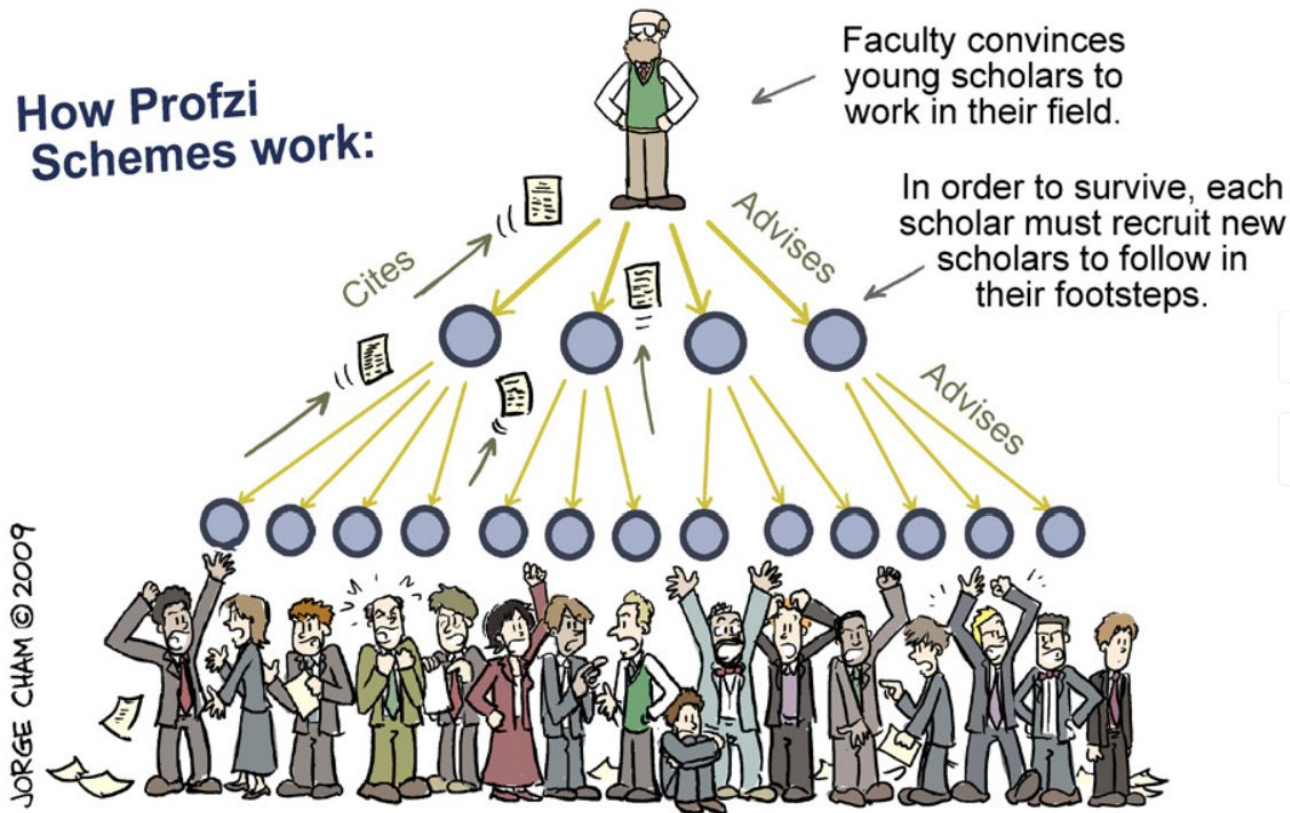 How Profzi
Schemes work:
Faculty convinces
young scholars to
work in their field.
In order to survive, each
scholar must recruit new
scholars to follow in
their footsteps.
Cites
Advises
Advises
JORGE CHAM © 2009